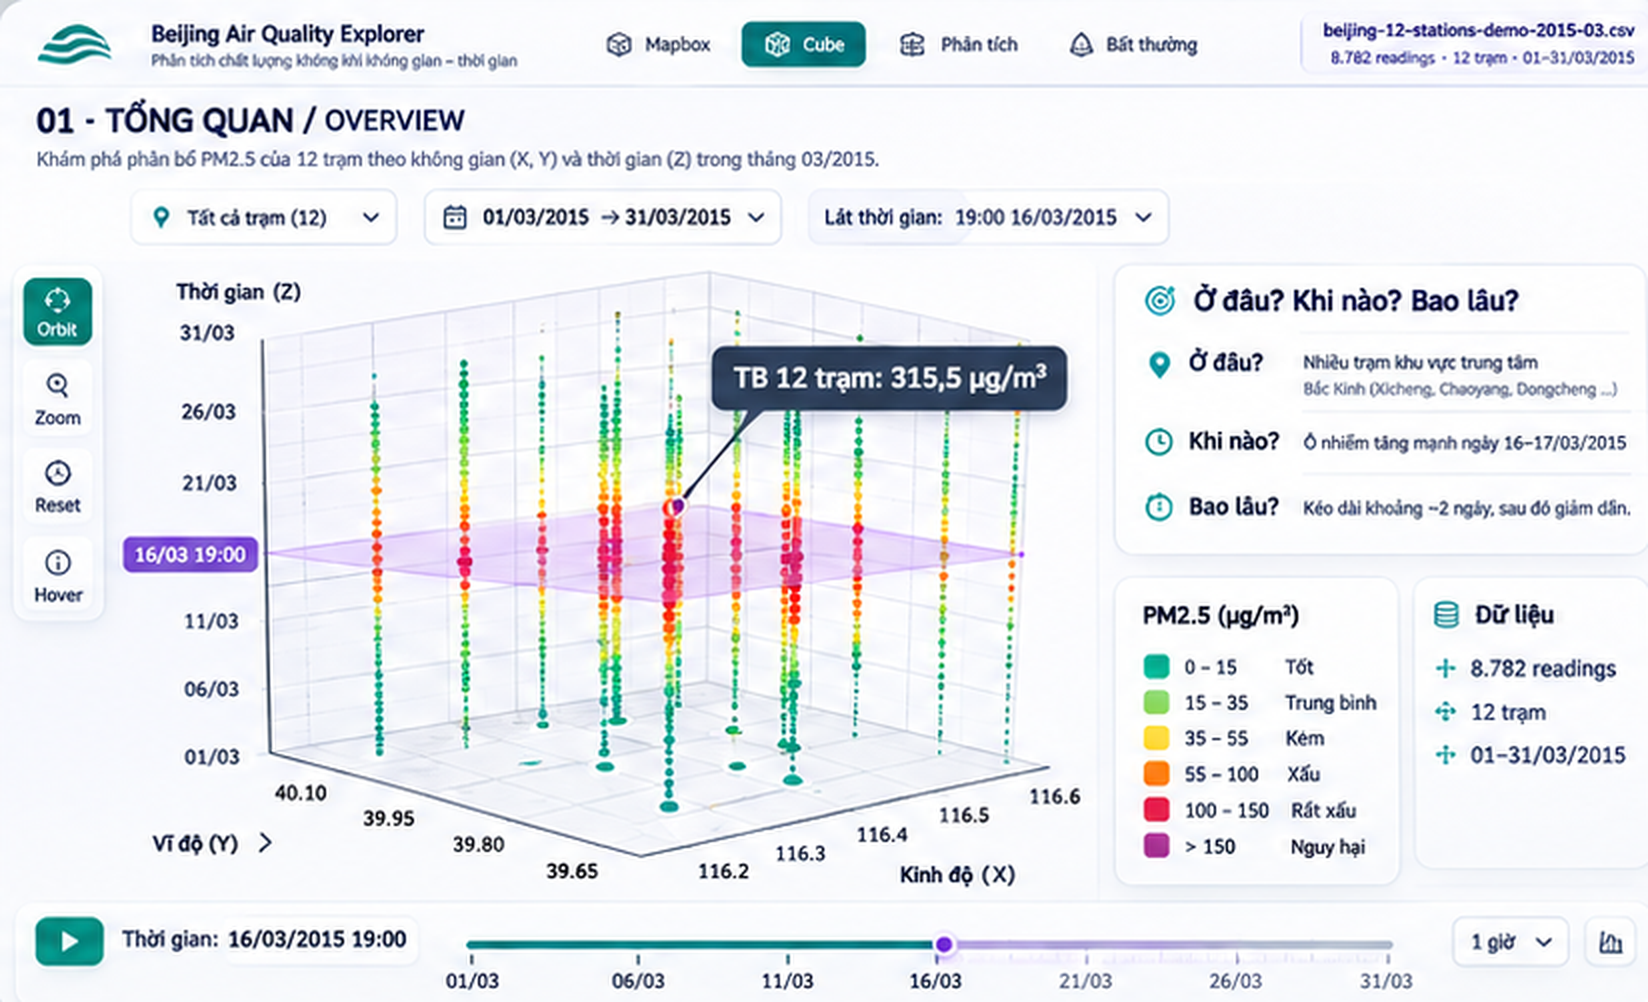 Beijing Air Quality Explorer
Phân tích chất lượng không khí không gian – thời gian
Mapbox
Cube
Phân tích
Bất thường
beijing-12-stations-demo-2015-03.csv
8.782 readings • 12 trạm • 01–31/03/2015
01 - TỔNG QUAN / OVERVIEW
Khám phá phân bố PM2.5 của 12 trạm theo không gian (X, Y) và thời gian (Z) trong tháng 03/2015.
Tất cả trạm (12)
01/03/2015 → 31/03/2015
Lát thời gian: 19:00 16/03/2015
Orbit
Zoom
Reset
Hover
Thời gian (Z)
31/03
26/03
21/03
16/03 19:00
11/03
06/03
01/03
TB 12 trạm: 315,5 µg/m³
40.10
39.95
39.80
39.65
Vĩ độ (Y)
116.2
116.3
116.4
116.5
116.6
Kinh độ (X)
Ở đâu? Khi nào? Bao lâu?
Ở đâu? Nhiều trạm khu vực trung tâm
Bắc Kinh (Xicheng, Chaoyang, Dongcheng ...)
Khi nào? Ô nhiễm tăng mạnh ngày 16–17/03/2015
Bao lâu? Kéo dài khoảng ~2 ngày, sau đó giảm dần.
PM2.5 (µg/m³)
0 – 15 Tốt
15 – 35 Trung bình
35 – 55 Kém
55 – 100 Xấu
100 – 150 Rất xấu
> 150 Nguy hại
Dữ liệu
8.782 readings
12 trạm
01–31/03/2015
Thời gian: 16/03/2015 19:00
01/03
06/03
11/03
16/03
21/03
26/03
31/03
1 giờ